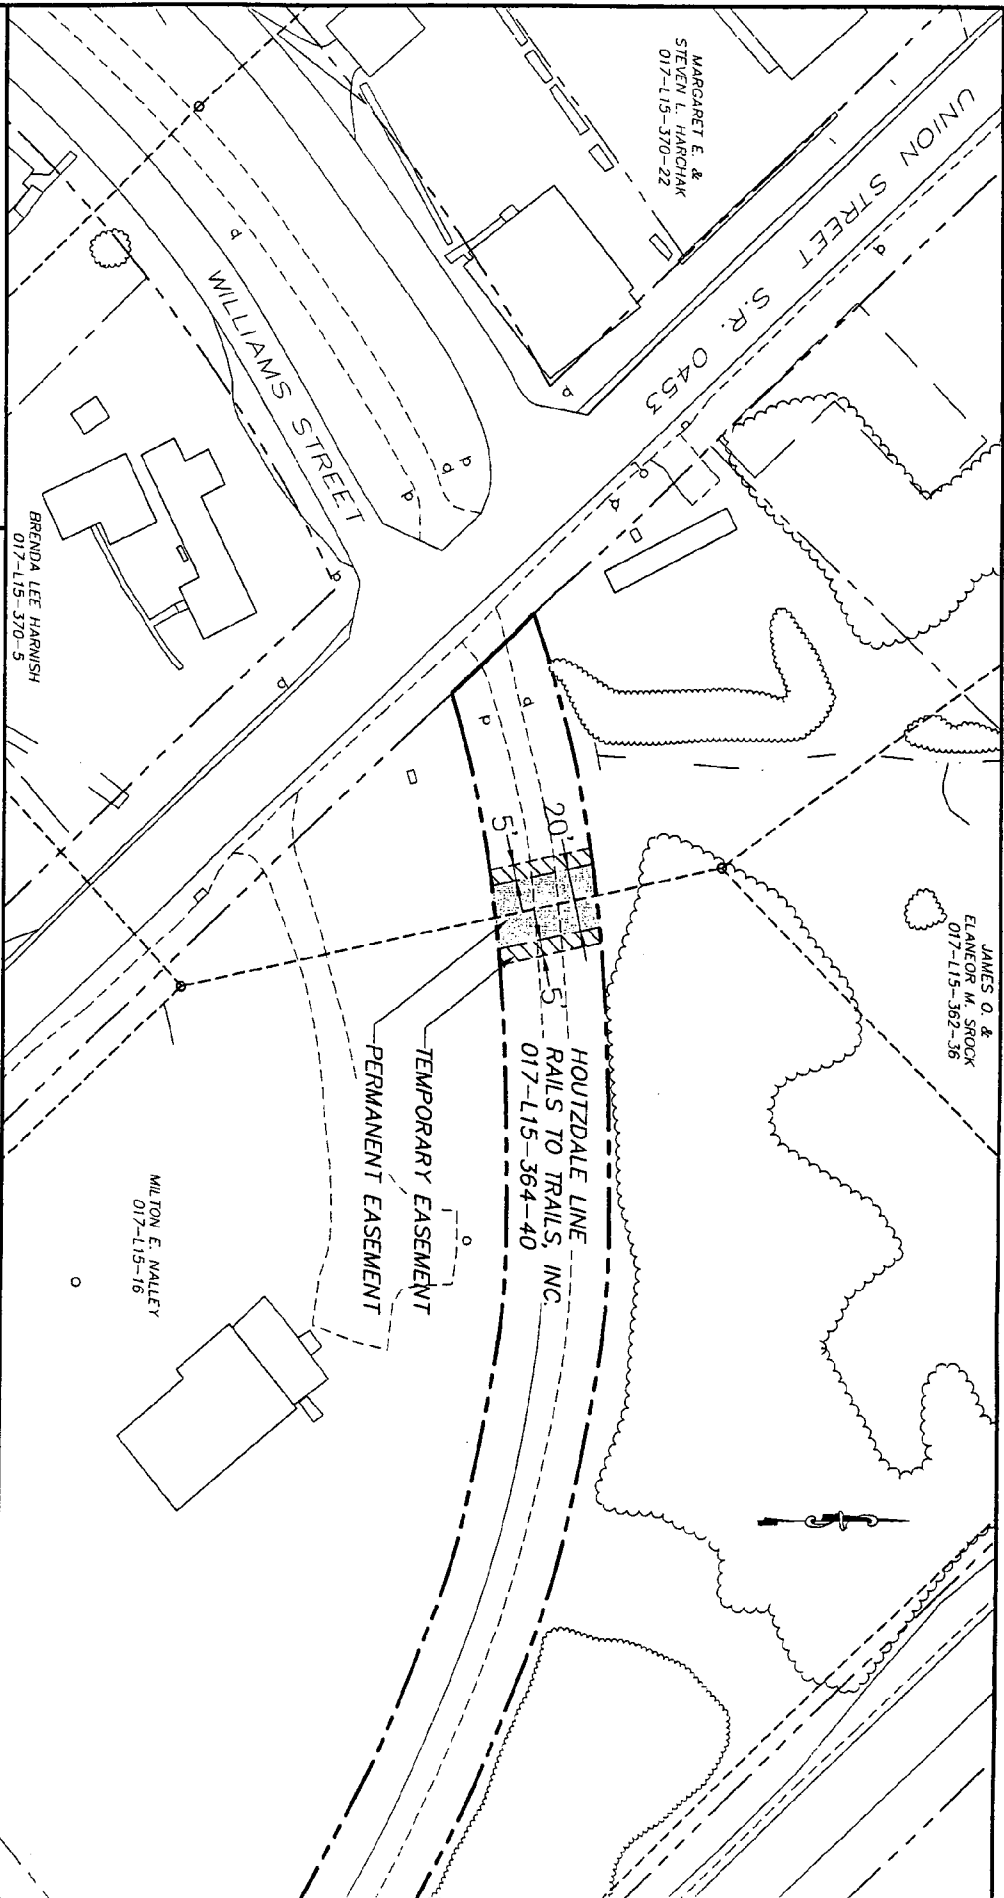 MARGARET E. &
STEVEN L. HARCHAK
017-L15-370-22
UNION STREET
S.R. 0453
WILLIAMS STREET
BRENDA LEE HARNISH
017-L15-370-5
JAMES O. &
ELANEOR M. SROCK
017-L15-362-36
20'
5'
5'
HOUTZDALE LINE
RAILS TO TRAILS, INC.
017-L15-364-40
TEMPORARY EASEMENT
PERMANENT EASEMENT
MILTON E. NALLEY
017-L15-16